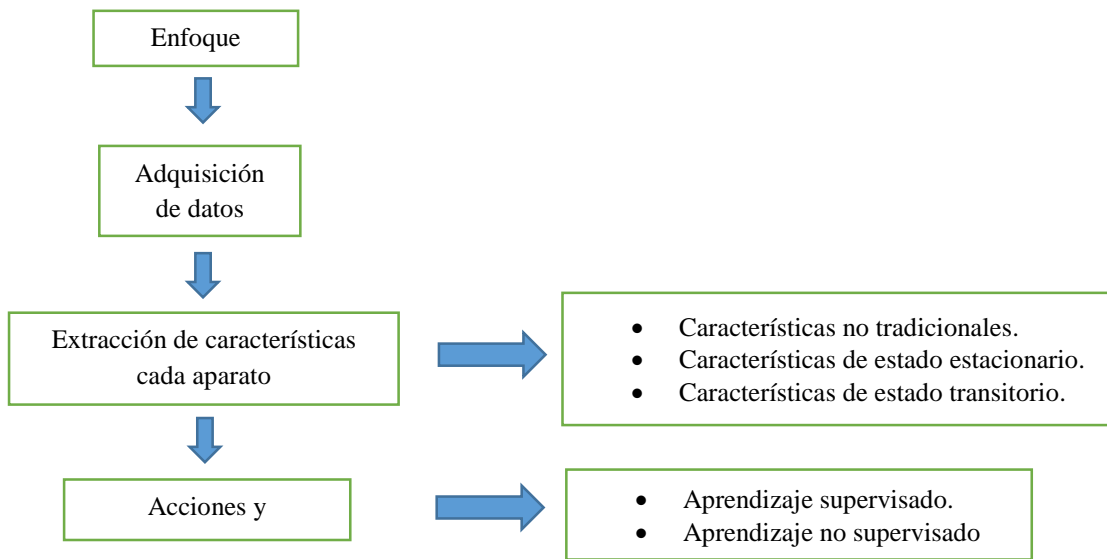 Enfoque
Adquisición
de datos
Extracción de características
cada aparato
• Características no tradicionales.
• Características de estado estacionario.
• Características de estado transitorio.
Acciones y
• Aprendizaje supervisado.
• Aprendizaje no supervisado